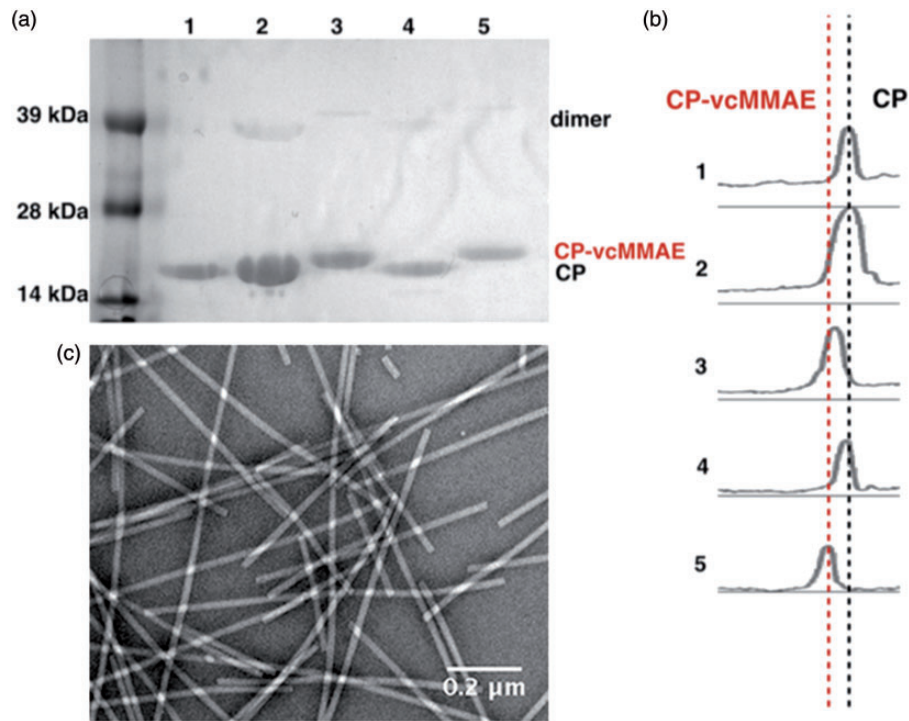 (a)
1 2 3 4 5
39 kDa
28 kDa
14 kDa
dimer
CP-vcMMAE
CP
(b)
CP-vcMMAE CP
1
2
3
4
5
(c)
0.2 µm